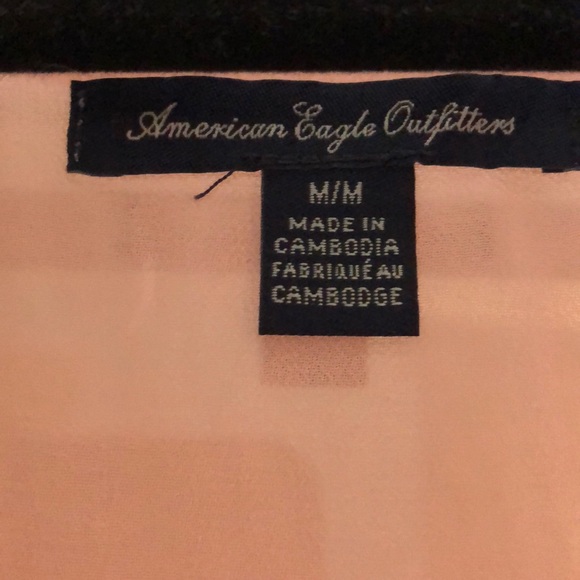 American Eagle Outfitters
M/M
MADE IN
CAMBODIA
FABRIQUÉ AU
CAMBODGE